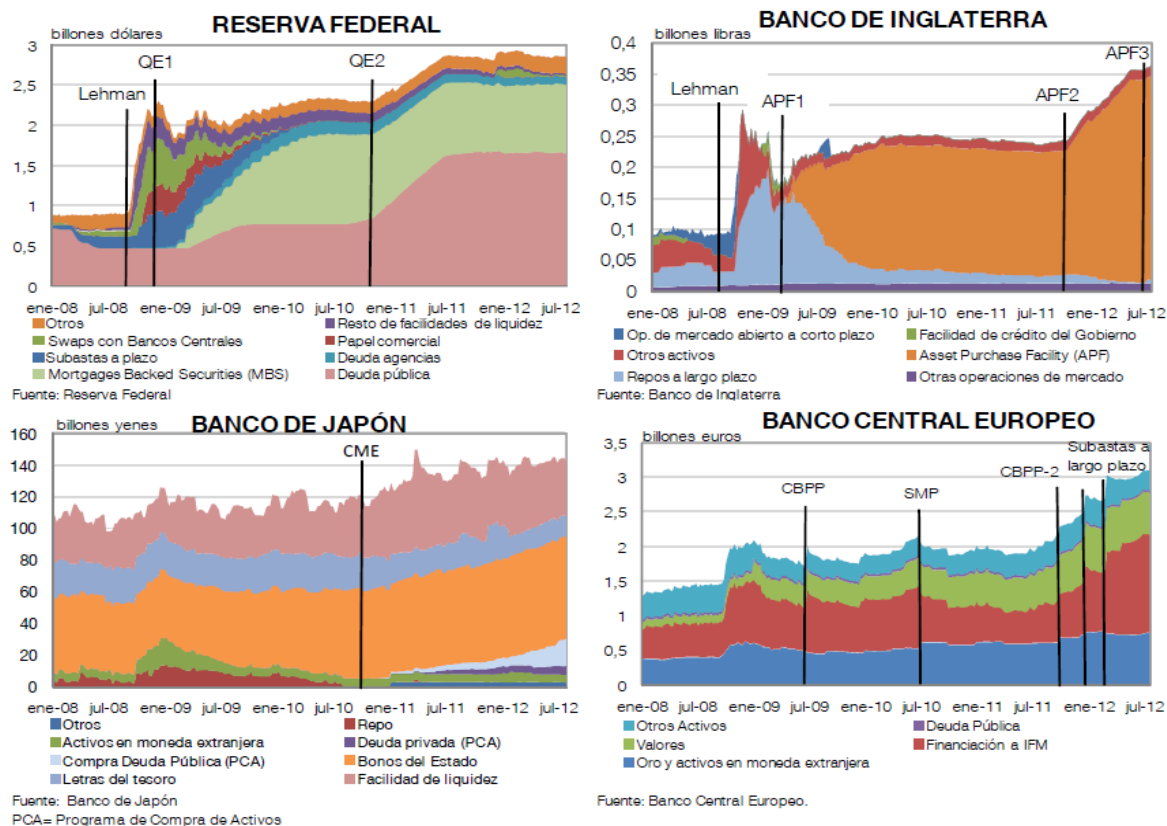 RESERVA FEDERAL
billones dólares
3
2,5
2
1,5
1
0,5
0
Lehman
QE1
QE2
ene-08 jul-08 ene-09 jul-09 ene-10 jul-10 ene-11 jul-11 ene-12 jul-12
Otros
Resto de facilidades de liquidez
Swaps con Bancos Centrales
Papel comercial
Subastas a plazo
Deuda agencias
Mortgages Backed Securities (MBS)
Deuda pública
Fuente: Reserva Federal
BANCO DE INGLATERRA
billones libras
0,4
0,35
0,3
0,25
0,2
0,15
0,1
0,05
0
Lehman
APF1
APF2
APF3
ene-08 jul-08 ene-09 jul-09 ene-10 jul-10 ene-11 jul-11 ene-12 jul-12
Op. de mercado abierto a corto plazo
Facilidad de crédito del Gobierno
Otros activos
Asset Purchase Facility (APF)
Repos a largo plazo
Otras operaciones de mercado
Fuente: Banco de Inglaterra
BANCO DE JAPÓN
billones yenes
160
140
120
100
80
60
40
20
0
CME
ene-08 jul-08 ene-09 jul-09 ene-10 jul-10 ene-11 jul-11 ene-12 jul-12
Otros
Repo
Activos en moneda extranjera
Deuda privada (PCA)
Compra Deuda Pública (PCA)
Bonos del Estado
Letras del tesoro
Facilidad de liquidez
Fuente: Banco de Japón
PCA= Programa de Compra de Activos
BANCO CENTRAL EUROPEO
billones euros
3,5
3
2,5
2
1,5
1
0,5
0
CBPP
SMP
CBPP-2
Subastas a
largo plazo
ene-08 jul-08 ene-09 jul-09 ene-10 jul-10 ene-11 jul-11 ene-12 jul-12
Otros Activos
Deuda Pública
Valores
Financiación a IFM
Oro y activos en moneda extranjera
Fuente: Banco Central Europeo.